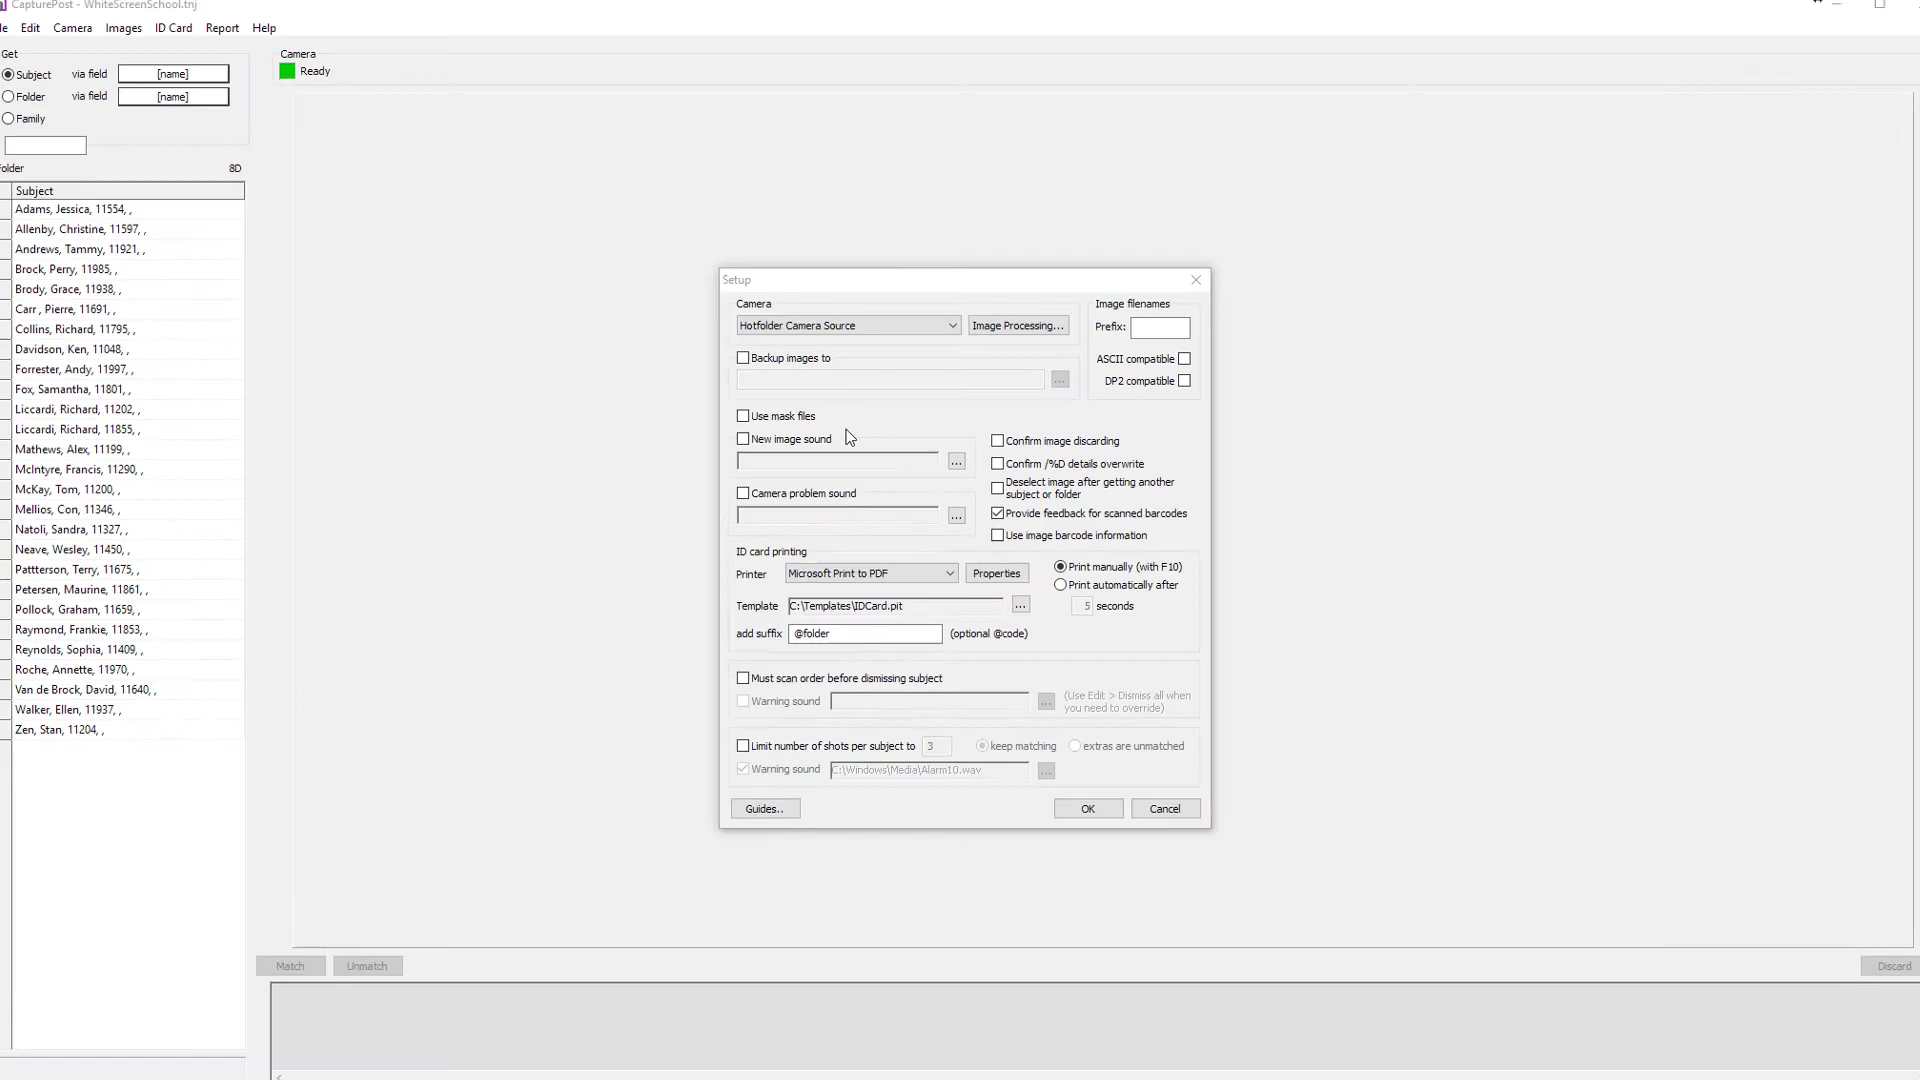 CapturePost - WhiteScreenSchool.tnj
Edit Camera Images ID Card Report Help
Get
Subject via field [name]
Folder via field [name]
Family
8D
Subject
Adams, Jessica, 11554, ,
Allenby, Christine, 11597, ,
Andrews, Tammy, 11921, ,
Brock, Perry, 11985, ,
Brody, Grace, 11938, ,
Carr , Pierre, 11691, ,
Collins, Richard, 11795, ,
Davidson, Ken, 11048, ,
Forrester, Andy, 11997, ,
Fox, Samantha, 11801, ,
Liccardi, Richard, 11202, ,
Liccardi, Richard, 11855, ,
Mathews, Alex, 11199, ,
McIntyre, Francis, 11290, ,
McKay, Tom, 11200, ,
Mellios, Con, 11346, ,
Natoli, Sandra, 11327, ,
Neave, Wesley, 11450, ,
Pattterson, Terry, 11675, ,
Petersen, Maurine, 11861, ,
Pollock, Graham, 11659, ,
Raymond, Frankie, 11853, ,
Reynolds, Sophia, 11409, ,
Roche, Annette, 11970, ,
Van de Brock, David, 11640, ,
Walker, Ellen, 11937, ,
Zen, Stan, 11204, ,
Camera
Ready
Setup
Camera
Hotfolder Camera Source Image Processing...
Image filenames
Prefix:
ASCII compatible
DP2 compatible
Backup images to
...
Use mask files
New image sound
...
Camera problem sound
...
Confirm image discarding
Confirm /%D details overwrite
Deselect image after getting another
subject or folder
Provide feedback for scanned barcodes
Use image barcode information
ID card printing
Printer Microsoft Print to PDF Properties
Template C:\Templates\IDCard.pit ...
add suffix @folder (optional @code)
Print manually (with F10)
Print automatically after
5 seconds
Must scan order before dismissing subject
Warning sound ...
(Use Edit > Dismiss all when
you need to override)
Limit number of shots per subject to 3 keep matching extras are unmatched
Warning sound C:\Windows\Media\Alarm10.wav ...
Guides.. OK Cancel
Match Unmatch Discard